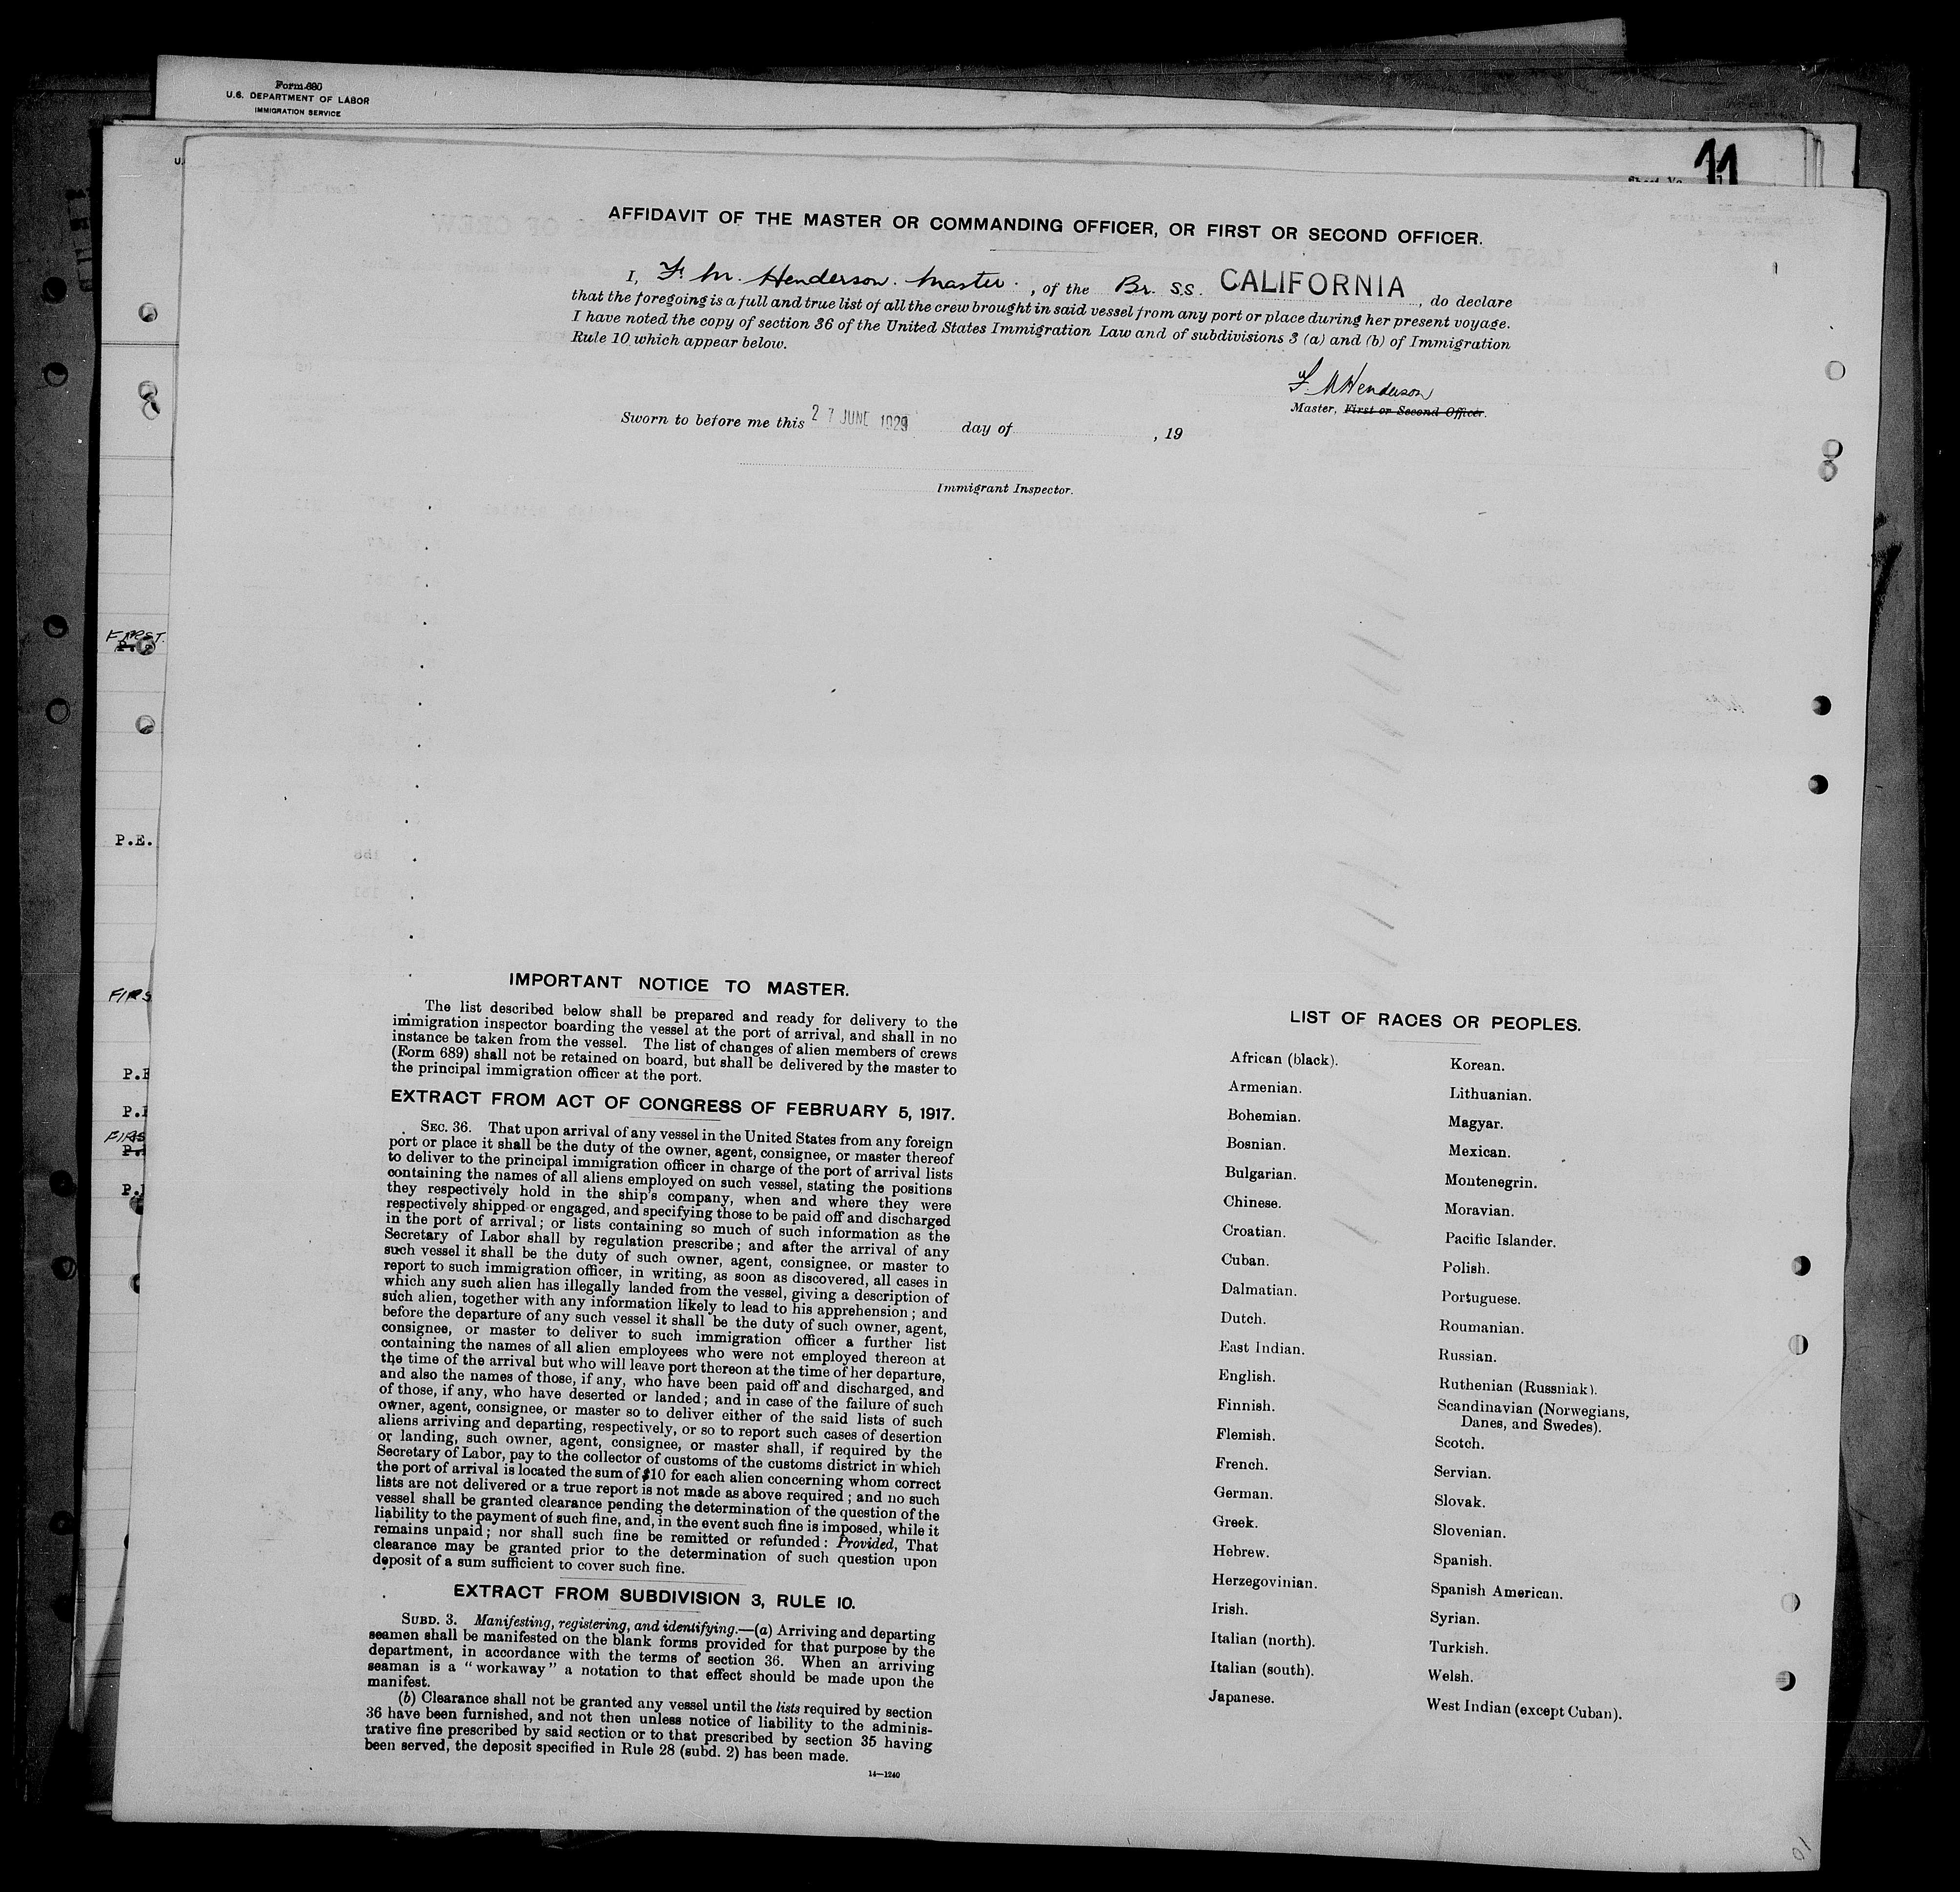 Form 680
U.S. DEPARTMENT OF LABOR
IMMIGRATION SERVICE
11
AFFIDAVIT OF THE MASTER OR COMMANDING OFFICER, OR FIRST OR SECOND OFFICER.
I, F. M. Henderson. Master., of the Br. S.S. CALIFORNIA, do declare
that the foregoing is a full and true list of all the crew brought in said vessel from any port or place during her present voyage.
I have noted the copy of section 36 of the United States Immigration Law and of subdivisions 3 (a) and (b) of Immigration
Rule 10 which appear below.
F. M Henderson
Master, First or Second Officer.
Sworn to before me this 27 JUNE 1929 day of , 19
Immigrant Inspector.
FIRST.
P.E.
FIRS
P.E
P.E
FIRS
P.E
IMPORTANT NOTICE TO MASTER.
The list described below shall be prepared and ready for delivery to the
immigration inspector boarding the vessel at the port of arrival, and shall in no
instance be taken from the vessel. The list of changes of alien members of crews
(Form 689) shall not be retained on board, but shall be delivered by the master to
the principal immigration officer at the port.
EXTRACT FROM ACT OF CONGRESS OF FEBRUARY 5, 1917.
SEC. 36. That upon arrival of any vessel in the United States from any foreign
port or place it shall be the duty of the owner, agent, consignee, or master thereof
to deliver to the principal immigration officer in charge of the port of arrival lists
containing the names of all aliens employed on such vessel, stating the positions
they respectively hold in the ship's company, when and where they were
respectively shipped or engaged, and specifying those to be paid off and discharged
in the port of arrival; or lists containing so much of such information as the
Secretary of Labor shall by regulation prescribe; and after the arrival of any
such vessel it shall be the duty of such owner, agent, consignee, or master to
report to such immigration officer, in writing, as soon as discovered, all cases in
which any such alien has illegally landed from the vessel, giving a description of
such alien, together with any information likely to lead to his apprehension; and
before the departure of any such vessel it shall be the duty of such owner, agent,
consignee, or master to deliver to such immigration officer a further list
containing the names of all alien employees who were not employed thereon at
the time of the arrival but who will leave port thereon at the time of her departure,
and also the names of those, if any, who have been paid off and discharged, and
of those, if any, who have deserted or landed; and in case of the failure of such
owner, agent, consignee, or master so to deliver either of the said lists of such
aliens arriving and departing, respectively, or so to report such cases of desertion
or landing, such owner, agent, consignee, or master shall, if required by the
Secretary of Labor, pay to the collector of customs of the customs district in which
the port of arrival is located the sum of $10 for each alien concerning whom correct
lists are not delivered or a true report is not made as above required; and no such
vessel shall be granted clearance pending the determination of the question of the
liability to the payment of such fine, and, in the event such fine is imposed, while it
remains unpaid; nor shall such fine be remitted or refunded: Provided, That
clearance may be granted prior to the determination of such question upon
deposit of a sum sufficient to cover such fine.
EXTRACT FROM SUBDIVISION 3, RULE 10.
SUBD. 3. Manifesting, registering, and identifying.—(a) Arriving and departing
seamen shall be manifested on the blank forms provided for that purpose by the
department, in accordance with the terms of section 36. When an arriving
seaman is a "workaway" a notation to that effect should be made upon the
manifest.
(b) Clearance shall not be granted any vessel until the lists required by section
36 have been furnished, and not then unless notice of liability to the adminis-
trative fine prescribed by said section or to that prescribed by section 35 having
been served, the deposit specified in Rule 28 (subd. 2) has been made.
14—1240
LIST OF RACES OR PEOPLES.
African (black).
Armenian.
Bohemian.
Bosnian.
Bulgarian.
Chinese.
Croatian.
Cuban.
Dalmatian.
Dutch.
East Indian.
English.
Finnish.
Flemish.
French.
German.
Greek.
Hebrew.
Herzegovinian.
Irish.
Italian (north).
Italian (south).
Japanese.
Korean.
Lithuanian.
Magyar.
Mexican.
Montenegrin.
Moravian.
Pacific Islander.
Polish.
Portuguese.
Roumanian.
Russian.
Ruthenian (Russniak).
Scandinavian (Norwegians,
Danes, and Swedes).
Scotch.
Servian.
Slovak.
Slovenian.
Spanish.
Spanish American.
Syrian.
Turkish.
Welsh.
West Indian (except Cuban).
10